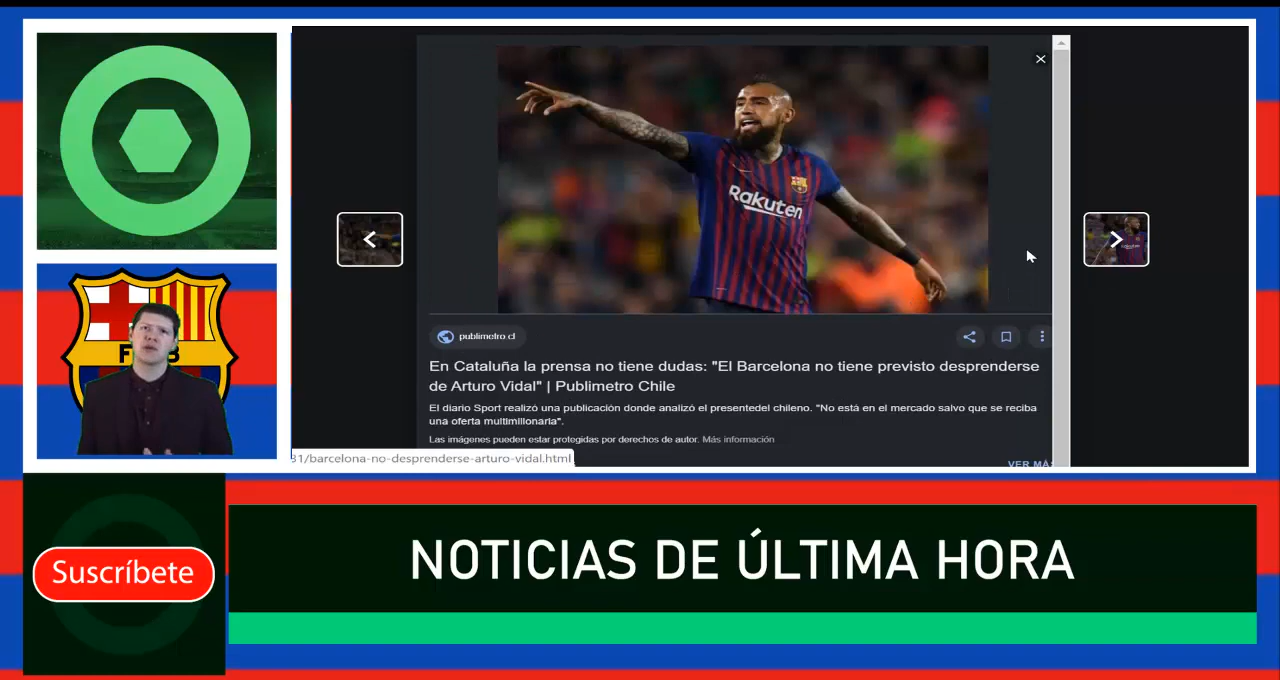 Rakuten
publimetro.cl
En Cataluña la prensa no tiene dudas: "El Barcelona no tiene previsto desprenderse
de Arturo Vidal" | Publimetro Chile
El diario Sport realizó una publicación donde analizó el presentedel chileno. "No está en el mercado salvo que se reciba
una oferta multimillonaria".
Las imágenes pueden estar protegidas por derechos de autor. Más información
VER MÁS
31/barcelona-no-desprenderse-arturo-vidal.html
Suscríbete
NOTICIAS DE ÚLTIMA HORA